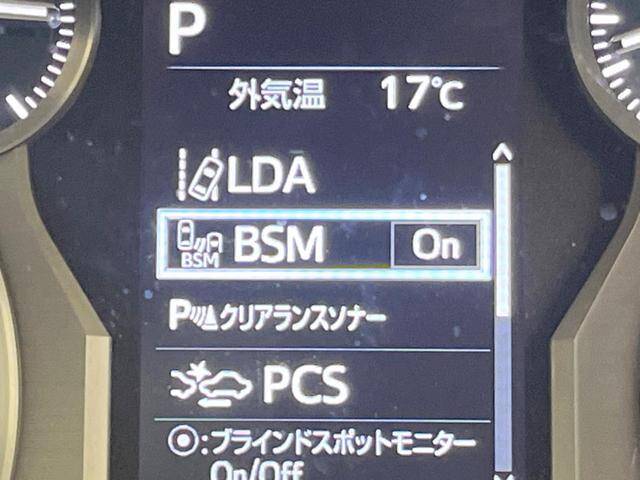 P
外気温 17℃
LDA
BSM BSM On
P クリアランスソナー
PCS
⦿:ブラインドスポットモニター
On/Off